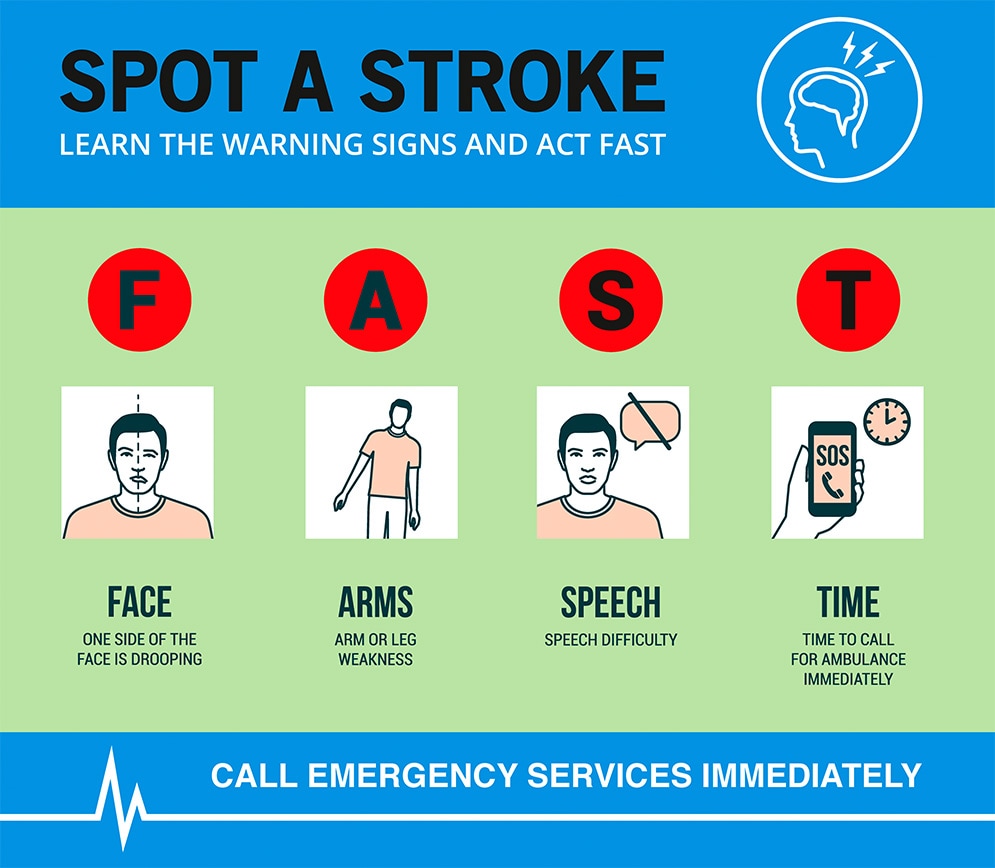 SPOT A STROKE
LEARN THE WARNING SIGNS AND ACT FAST
F A S T
SOS
FACE
ONE SIDE OF THE
FACE IS DROOPING
ARMS
ARM OR LEG
WEAKNESS
SPEECH
SPEECH DIFFICULTY
TIME
TIME TO CALL
FOR AMBULANCE
IMMEDIATELY
CALL EMERGENCY SERVICES IMMEDIATELY